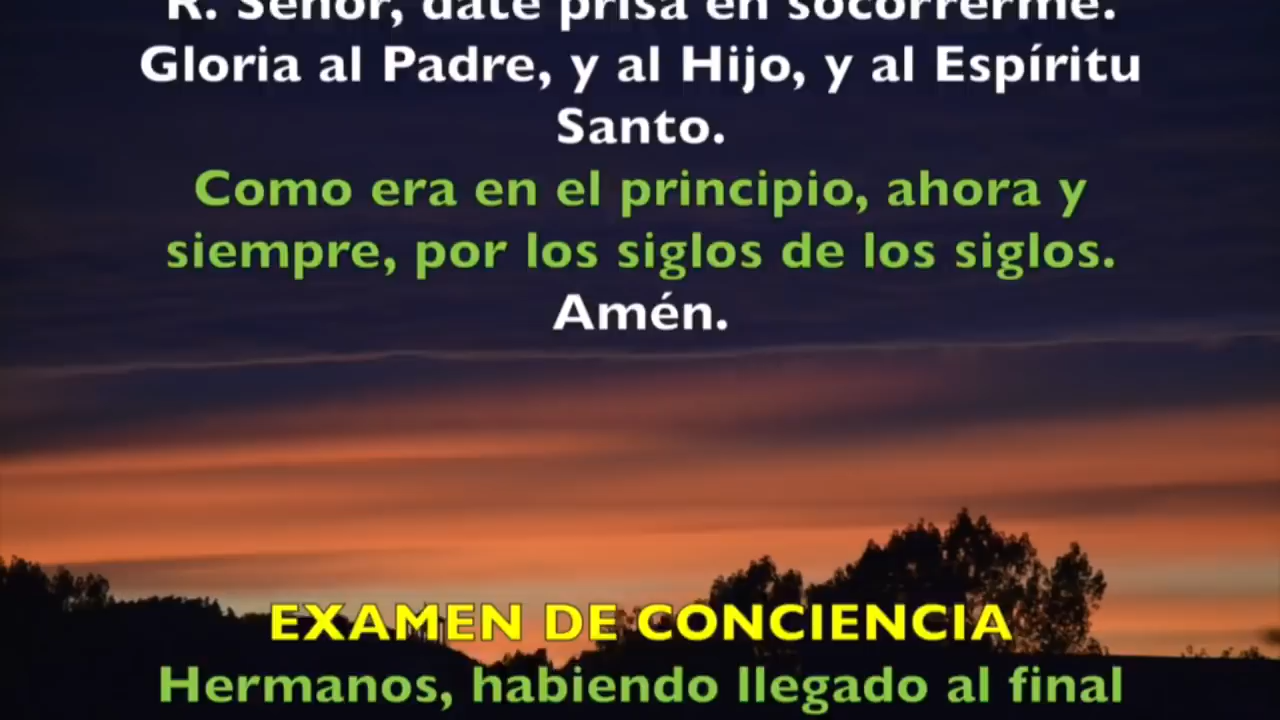 R. Señor, date prisa en socorrerme.
Gloria al Padre, y al Hijo, y al Espíritu
Santo.
Como era en el principio, ahora y
siempre, por los siglos de los siglos.
Amén.
EXAMEN DE CONCIENCIA
Hermanos, habiendo llegado al final